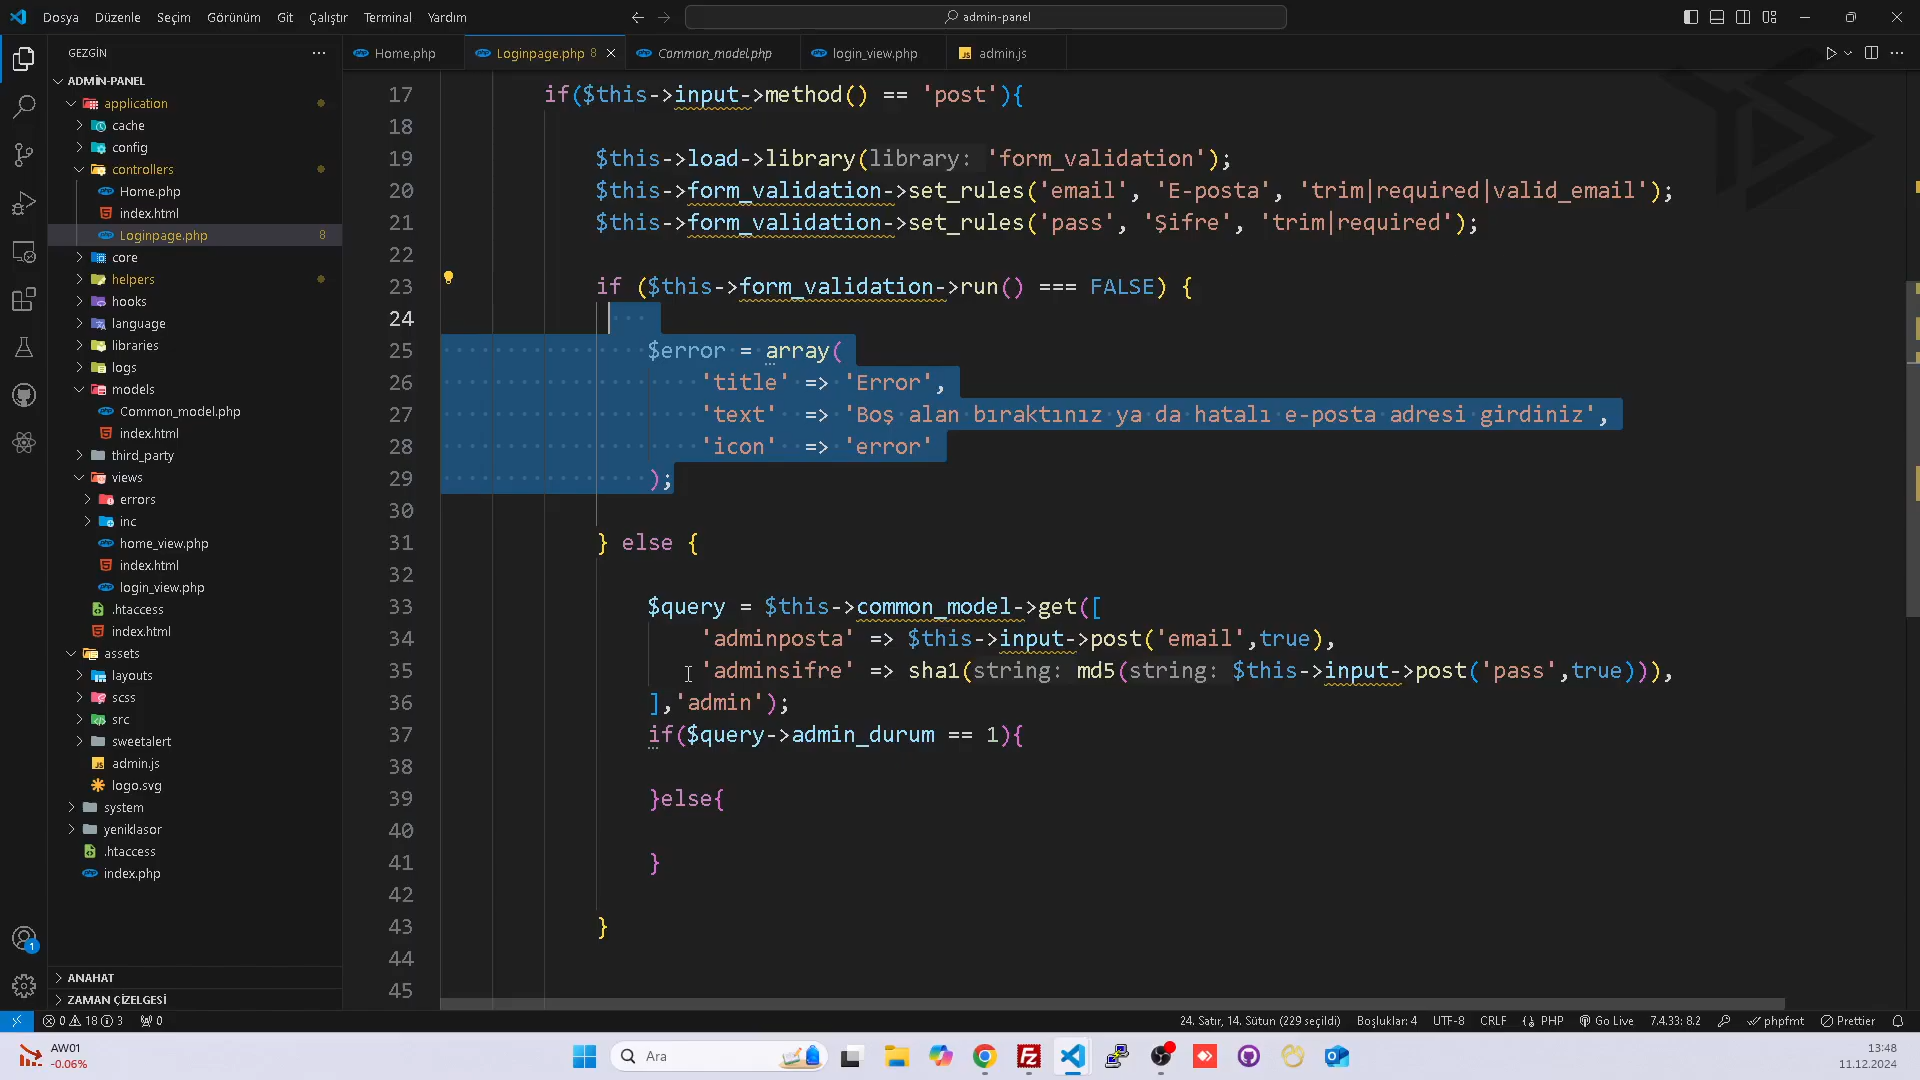 Dosya Düzenle Seçim Görünüm Git Çalıştır Terminal Yardım
admin-panel
GEZGİN
Home.php
Loginpage.php 8
Common_model.php
login_view.php
JS admin.js
ADMİN-PANEL
application
cache
config
controllers
Home.php
index.html
Loginpage.php 8
core
helpers
hooks
language
libraries
logs
models
Common_model.php
index.html
third_party
views
errors
inc
home_view.php
index.html
login_view.php
.htaccess
index.html
assets
layouts
scss
src
sweetalert
admin.js
logo.svg
system
yeniklasor
.htaccess
index.php
ANAHAT
ZAMAN ÇİZELGESİ
17 if($this->input->method() == 'post'){
18
19 $this->load->library(library: 'form_validation');
20 $this->form_validation->set_rules('email', 'E-posta', 'trim|required|valid_email');
21 $this->form_validation->set_rules('pass', 'Şifre', 'trim|required');
22
23 if ($this->form_validation->run() === FALSE) {
24
25 $error = array(
26 'title' => 'Error',
27 'text' => 'Boş alan bıraktınız ya da hatalı e-posta adresi girdiniz',
28 'icon' => 'error'
29 );
30
31 } else {
32
33 $query = $this->common_model->get([
34 'adminposta' => $this->input->post('email',true),
35 'adminsifre' => sha1(string: md5(string: $this->input->post('pass',true))),
36 ],'admin');
37 if($query->admin_durum == 1){
38
39 }else{
40
41 }
42
43 }
44
45
0 18 3 0
24. Satır, 14. Sütun (229 seçildi) Boşluklar: 4 UTF-8 CRLF PHP Go Live 7.4.33: 8.2 phpfmt Prettier
AW01
-0.06%
Ara
13:48
11.12.2024